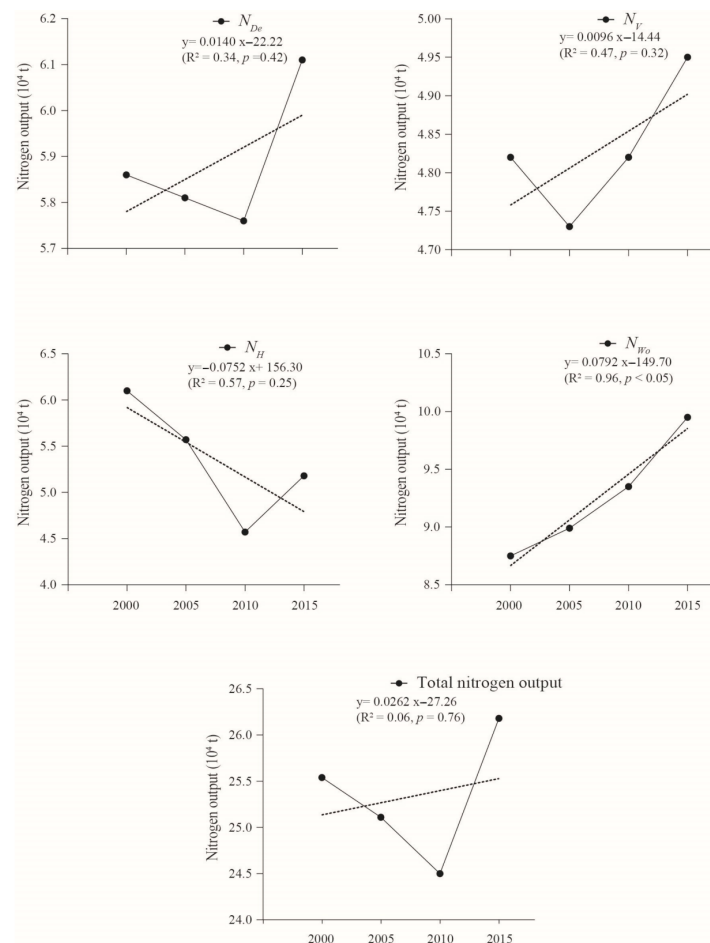 N_De
y= 0.0140 x−22.22
(R² = 0.34, p =0.42)
Nitrogen output (10⁴ t)
6.2
6.1
6.0
5.9
5.8
5.7
N_V
y= 0.0096 x−14.44
(R² = 0.47, p = 0.32)
Nitrogen output (10⁴ t)
5.00
4.95
4.90
4.85
4.80
4.75
4.70
N_H
y=−0.0752 x+ 156.30
(R² = 0.57, p = 0.25)
Nitrogen output (10⁴ t)
6.5
6.0
5.5
5.0
4.5
4.0
2000 2005 2010 2015
N_Wo
y= 0.0792 x−149.70
(R² = 0.96, p < 0.05)
Nitrogen output (10⁴ t)
10.5
10.0
9.5
9.0
8.5
2000 2005 2010 2015
Total nitrogen output
y= 0.0262 x−27.26
(R² = 0.06, p = 0.76)
Nitrogen output (10⁴ t)
26.5
26.0
25.5
25.0
24.5
24.0
2000 2005 2010 2015